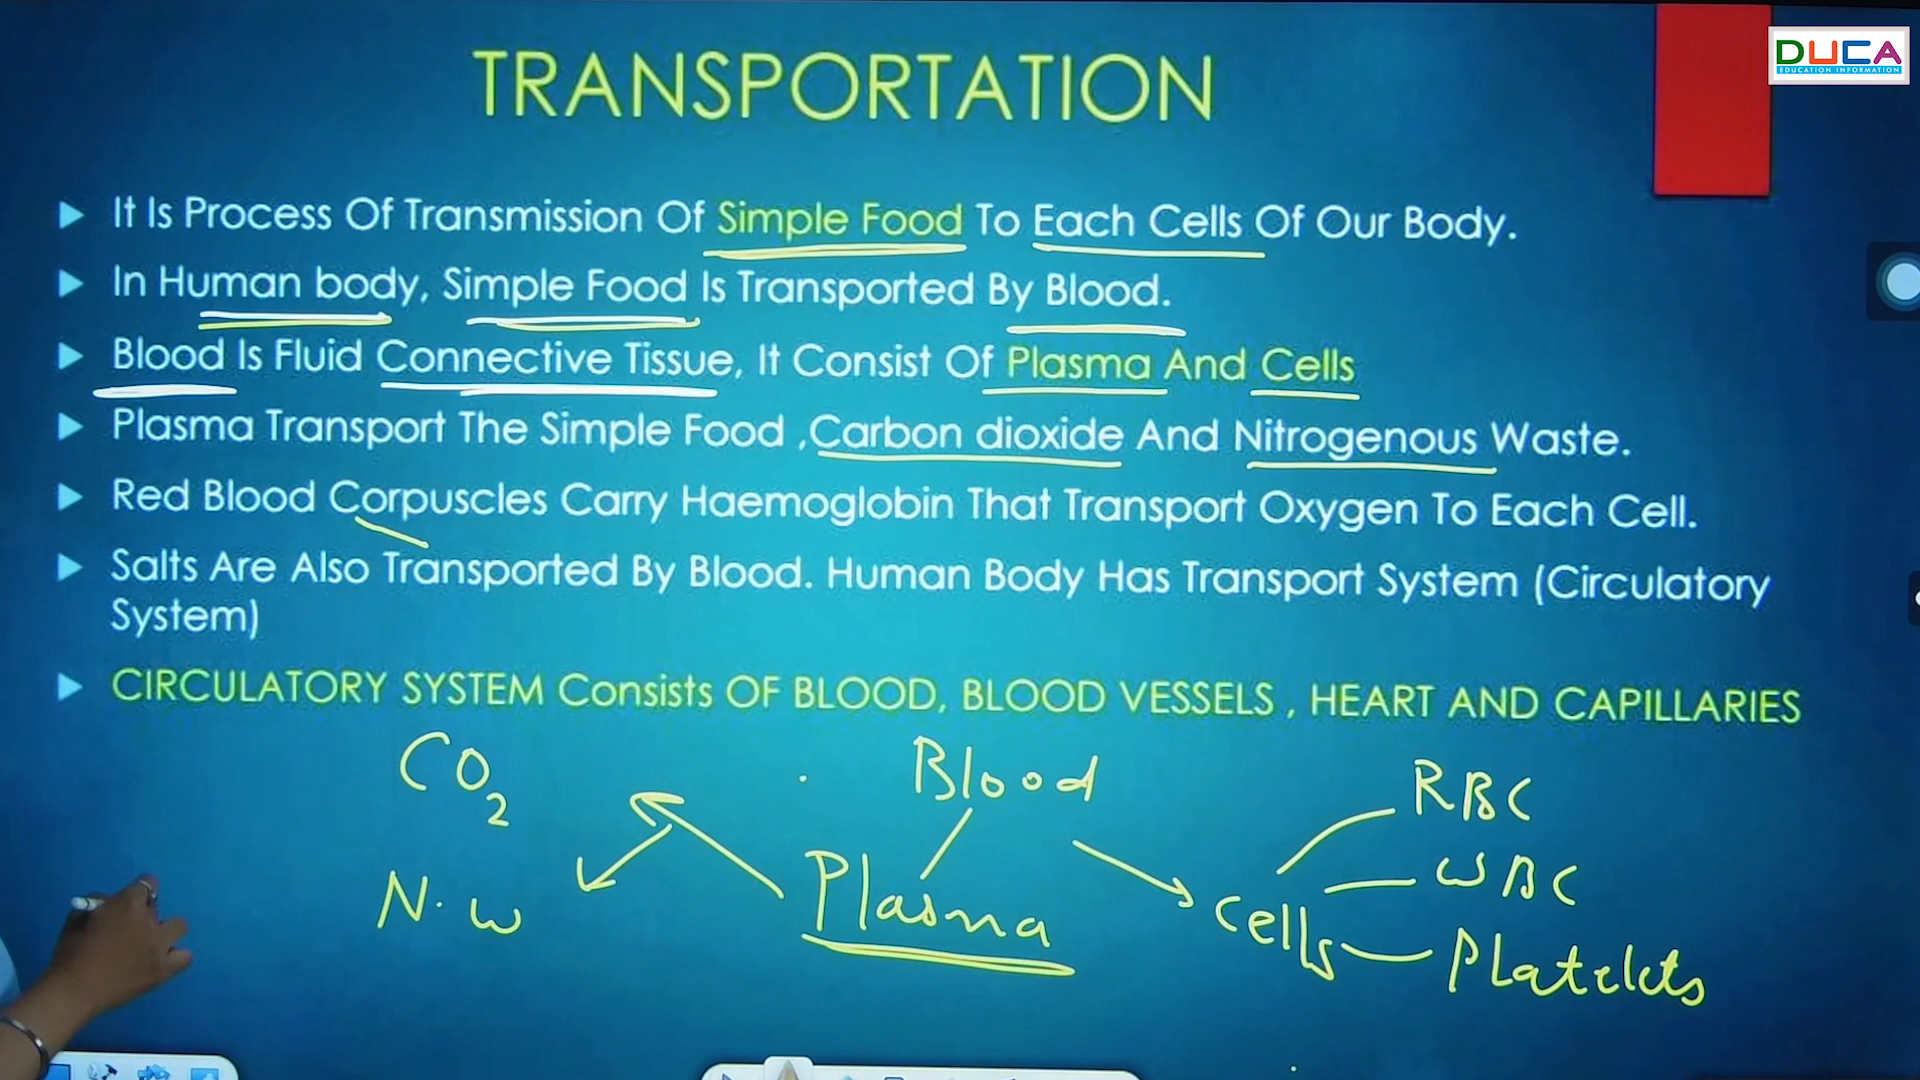 DUCA
EDUCATION INFORMATION
TRANSPORTATION
It Is Process Of Transmission Of Simple Food To Each Cells Of Our Body.
In Human body, Simple Food Is Transported By Blood.
Blood Is Fluid Connective Tissue, It Consist Of Plasma And Cells
Plasma Transport The Simple Food ,Carbon dioxide And Nitrogenous Waste.
Red Blood Corpuscles Carry Haemoglobin That Transport Oxygen To Each Cell.
Salts Are Also Transported By Blood. Human Body Has Transport System (Circulatory
System)
CIRCULATORY SYSTEM Consists OF BLOOD, BLOOD VESSELS , HEART AND CAPILLARIES
CO2
Blood
RBC
N.W
Plasma
Cells
WBC
Platelets